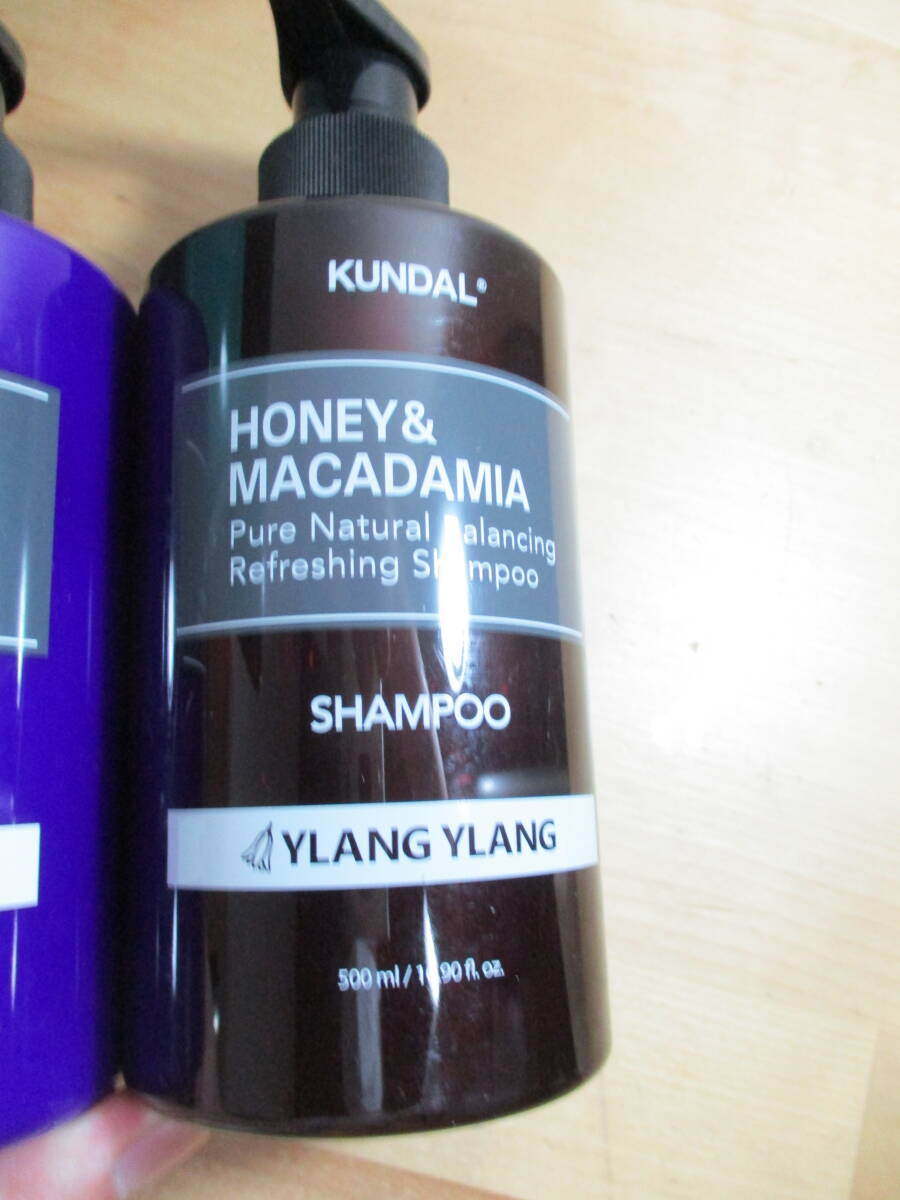 KUNDAL®
HONEY&
MACADAMIA
Pure Natural Balancing
Refreshing Shampoo
SHAMPOO
YLANG YLANG
500 ml / 16.90 fl. oz.